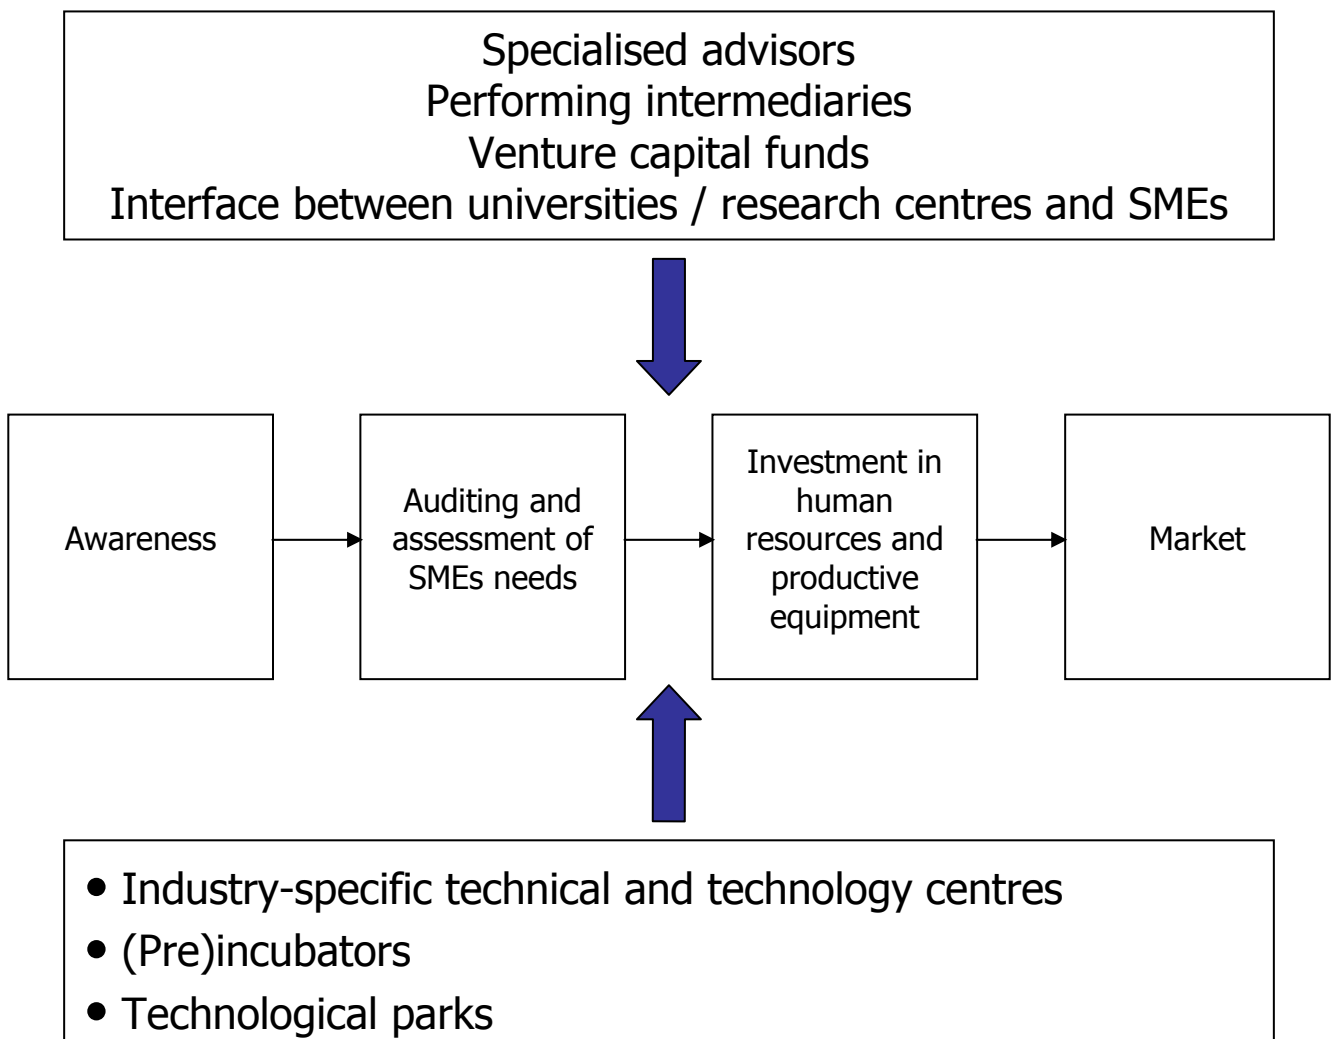 Specialised advisors
Performing intermediaries
Venture capital funds
Interface between universities / research centres and SMEs
Awareness
Auditing and
assessment of
SMEs needs
Investment in
human
resources and
productive
equipment
Market
• Industry-specific technical and technology centres
• (Pre)incubators
• Technological parks